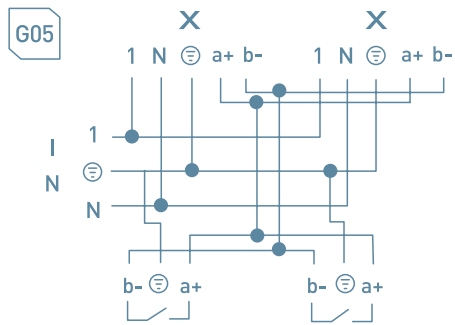 G05
X X
1 N a+ b- 1 N a+ b-
1
I
N
N
b- a+ b- a+